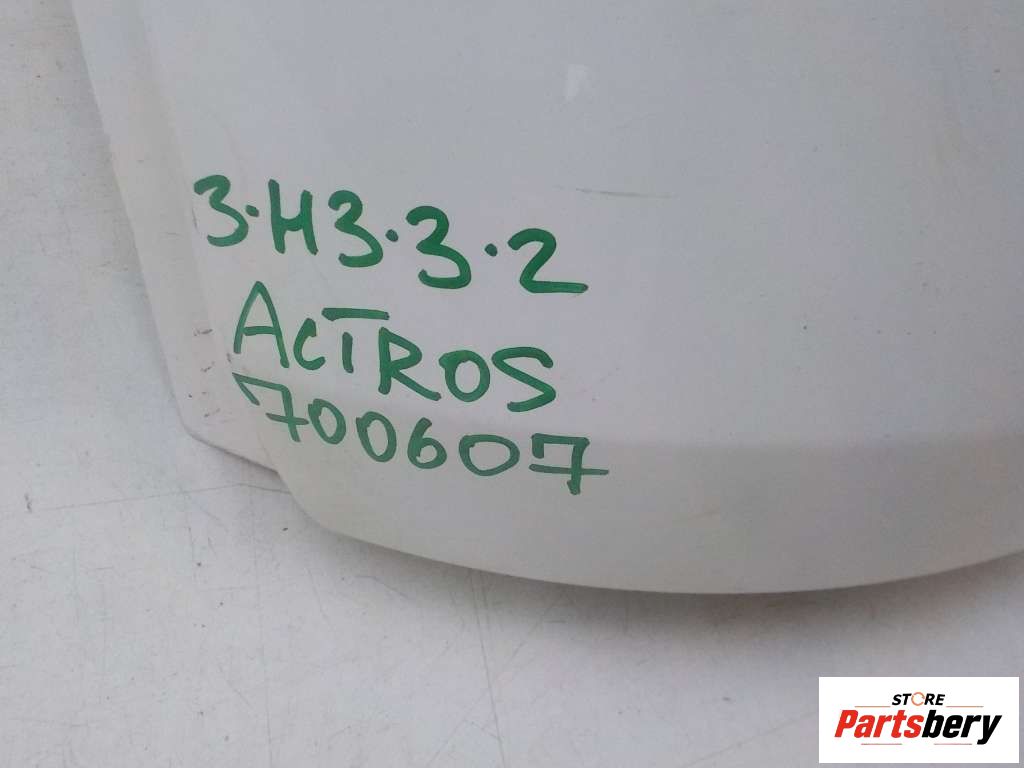 3.H3.3.2
ACTROS
700607
STORE
Partsbery